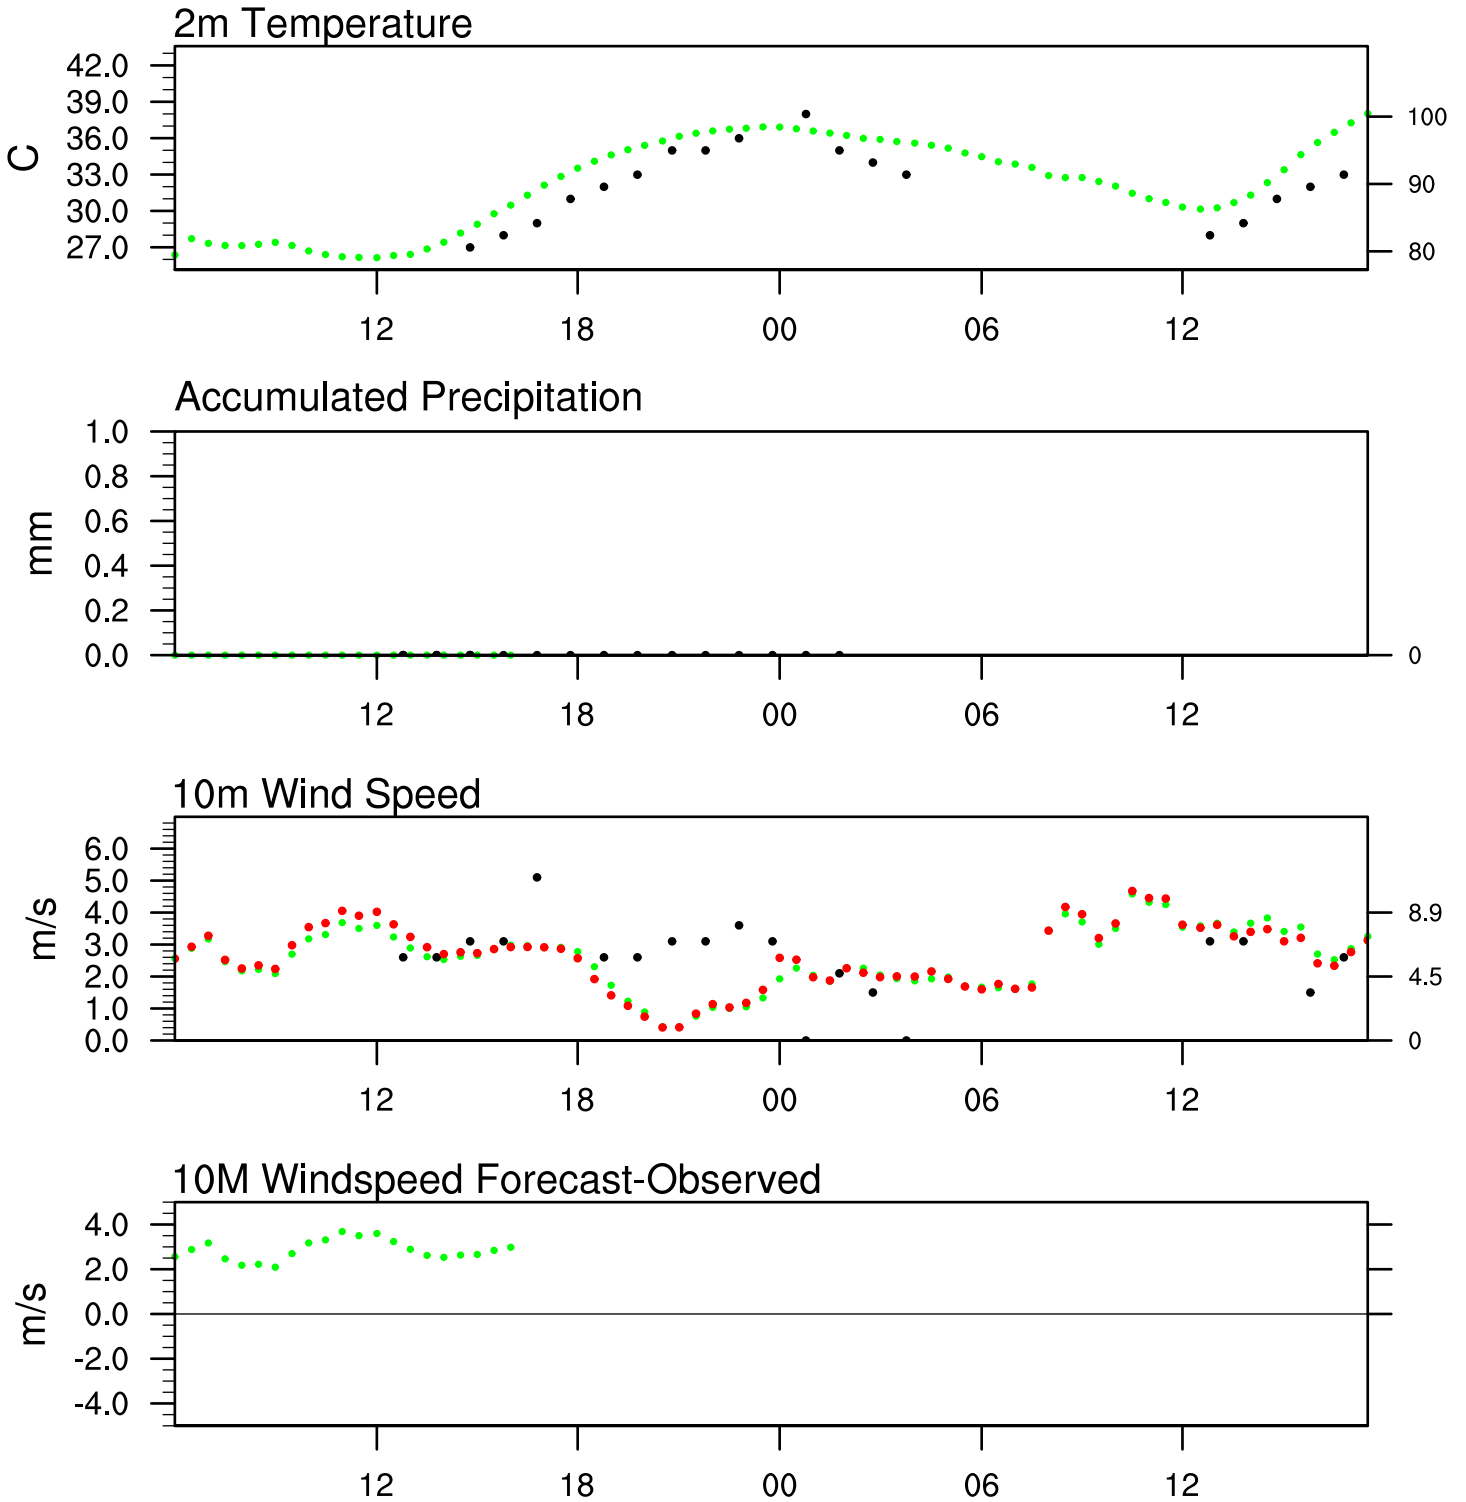 2m Temperature
42.0
39.0
36.0
33.0
30.0
27.0
C
100
90
80
12 18 00 06 12
Accumulated Precipitation
1.0
0.8
0.6
0.4
0.2
0.0
mm
0
12 18 00 06 12
10m Wind Speed
6.0
5.0
4.0
3.0
2.0
1.0
0.0
m/s
8.9
4.5
0
12 18 00 06 12
10M Windspeed Forecast-Observed
4.0
2.0
0.0
-2.0
-4.0
m/s
12 18 00 06 12